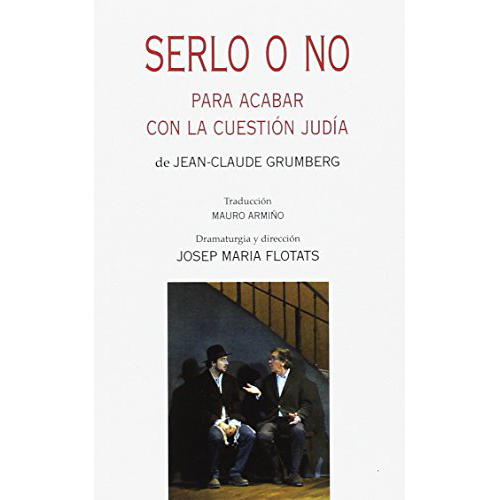 SERLO O NO
PARA ACABAR
CON LA CUESTIÓN JUDÍA
de JEAN-CLAUDE GRUMBERG
Traducción
MAURO ARMIÑO
Dramaturgia y dirección
JOSEP MARIA FLOTATS